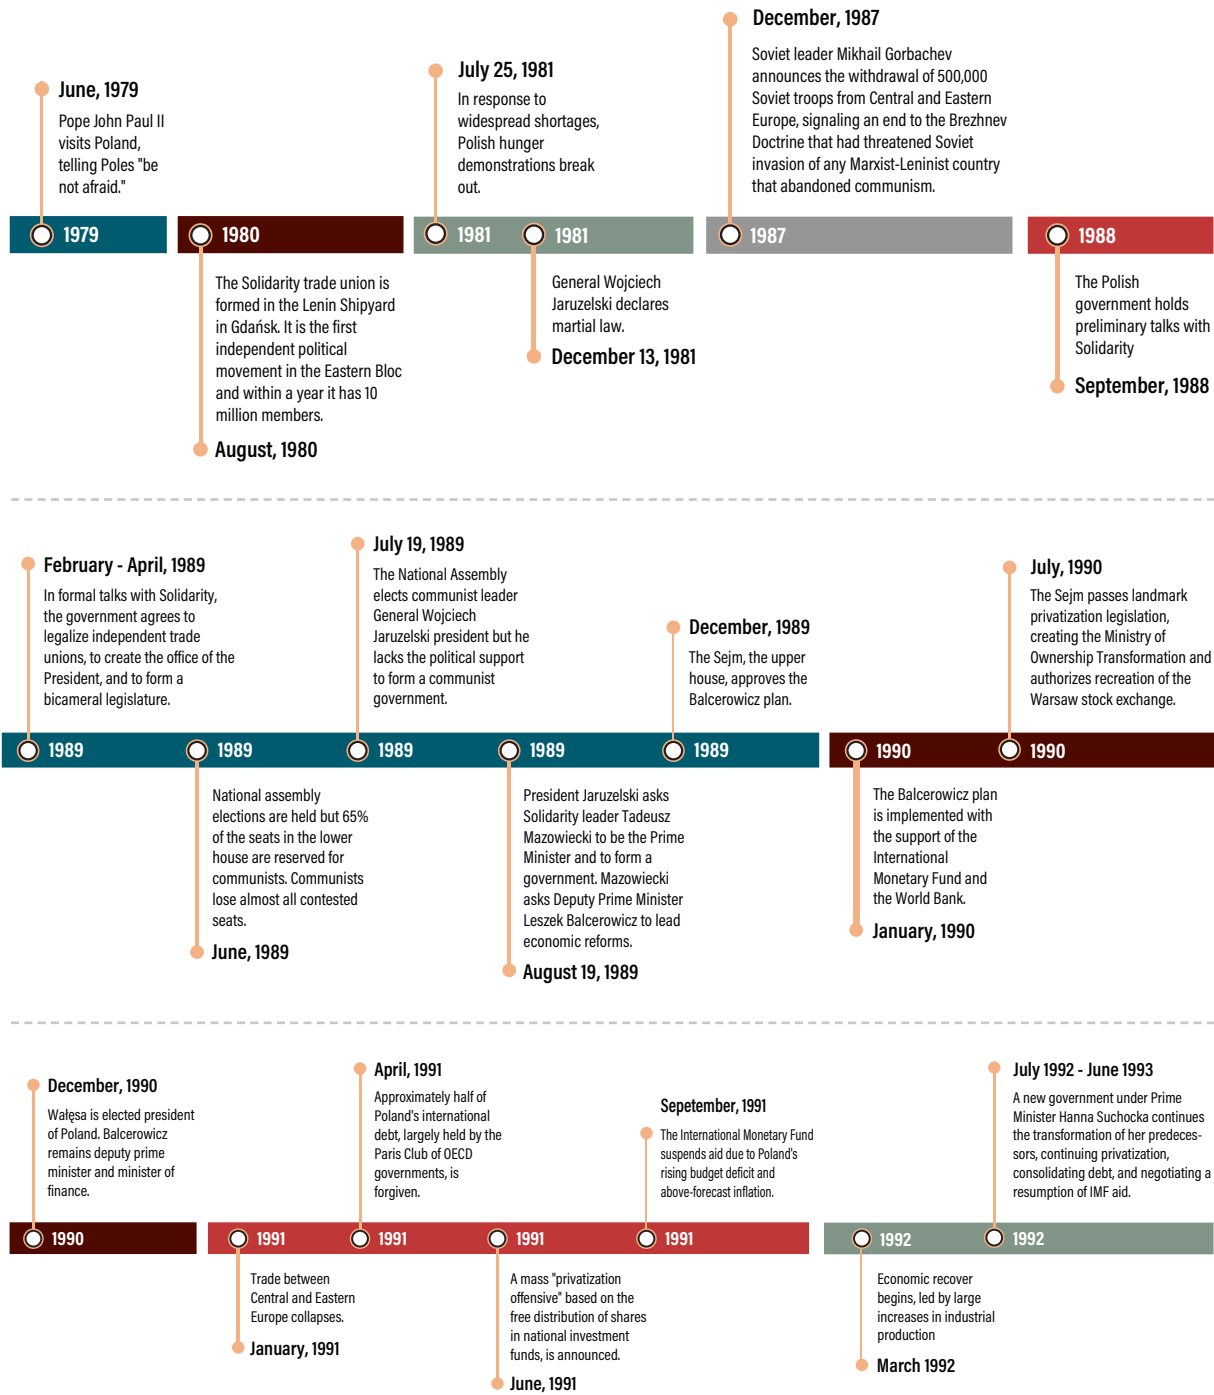 June, 1979
Pope John Paul II
visits Poland,
telling Poles "be
not afraid."
1979
1980
The Solidarity trade union is
formed in the Lenin Shipyard
in Gdańsk. It is the first
independent political
movement in the Eastern Bloc
and within a year it has 10
million members.
August, 1980
July 25, 1981
In response to
widespread shortages,
Polish hunger
demonstrations break
out.
1981
1981
General Wojciech
Jaruzelski declares
martial law.
December 13, 1981
December, 1987
Soviet leader Mikhail Gorbachev
announces the withdrawal of 500,000
Soviet troops from Central and Eastern
Europe, signaling an end to the Brezhnev
Doctrine that had threatened Soviet
invasion of any Marxist-Leninist country
that abandoned communism.
1987
1988
The Polish
government holds
preliminary talks with
Solidarity
September, 1988
February - April, 1989
In formal talks with Solidarity,
the government agrees to
legalize independent trade
unions, to create the office of the
President, and to form a
bicameral legislature.
1989
1989
National assembly
elections are held but 65%
of the seats in the lower
house are reserved for
communists. Communists
lose almost all contested
seats.
June, 1989
July 19, 1989
The National Assembly
elects communist leader
General Wojciech
Jaruzelski president but he
lacks the political support
to form a communist
government.
1989
1989
President Jaruzelski asks
Solidarity leader Tadeusz
Mazowiecki to be the Prime
Minister and to form a
government. Mazowiecki
asks Deputy Prime Minister
Leszek Balcerowicz to lead
economic reforms.
August 19, 1989
December, 1989
The Sejm, the upper
house, approves the
Balcerowicz plan.
1989
1990
The Balcerowicz plan
is implemented with
the support of the
International
Monetary Fund and
the World Bank.
January, 1990
July, 1990
The Sejm passes landmark
privatization legislation,
creating the Ministry of
Ownership Transformation and
authorizes recreation of the
Warsaw stock exchange.
1990
December, 1990
Wałęsa is elected president
of Poland. Balcerowicz
remains deputy prime
minister and minister of
finance.
1990
1991
Trade between
Central and Eastern
Europe collapses.
January, 1991
April, 1991
Approximately half of
Poland's international
debt, largely held by the
Paris Club of OECD
governments, is
forgiven.
1991
1991
A mass "privatization
offensive" based on the
free distribution of shares
in national investment
funds, is announced.
June, 1991
Sepetember, 1991
The International Monetary Fund
suspends aid due to Poland's
rising budget deficit and
above-forecast inflation.
1991
1992
Economic recover
begins, led by large
increases in industrial
production
March 1992
July 1992 - June 1993
A new government under Prime
Minister Hanna Suchocka continues
the transformation of her predeces-
sors, continuing privatization,
consolidating debt, and negotiating a
resumption of IMF aid.
1992